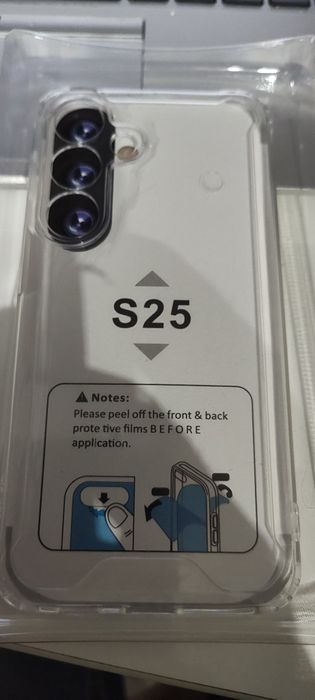 S25
Notes:
Please peel off the front & back
prote tive films B E F O R E
application.